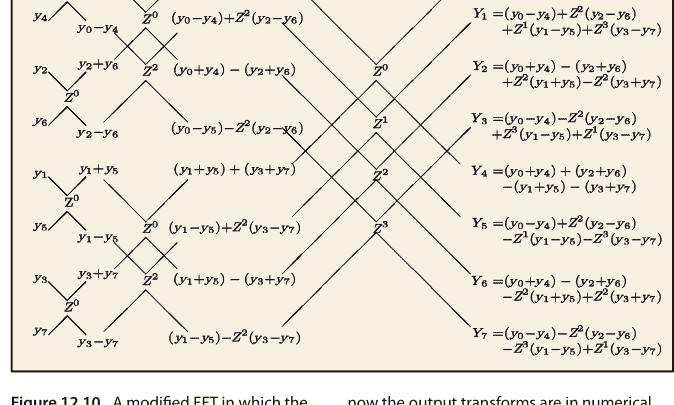 y4
y0−y4
Z⁰ (y0−y4)+Z²(y2−y6)
Y1 =(y0−y4)+Z²(y2−y6)
+Z¹(y1−y5)+Z³(y3−y7)
y2
y2+y6
Z⁰
Z² (y0+y4) − (y2+y6)
Z⁰
Y2 =(y0+y4) − (y2+y6)
+Z²(y1+y5)−Z²(y3+y7)
y6
y2−y6
(y0−y5)−Z²(y2−y6)
Z¹
Y3 =(y0−y4)−Z²(y2−y6)
+Z³(y1−y5)+Z¹(y3−y7)
y1
y1+y5
(y1+y5) + (y3+y7)
Z²
Y4 =(y0+y4) + (y2+y6)
−(y1+y5) − (y3+y7)
Z⁰
y5
y1−y5
Z⁰ (y1−y5)+Z²(y3−y7)
Z³
Y5 =(y0−y4)+Z²(y2−y6)
−Z¹(y1−y5)−Z³(y3−y7)
y3
y3+y7
Z⁰
Z² (y1+y5) − (y3+y7)
Y6 =(y0+y4) − (y2+y6)
−Z²(y1+y5)+Z²(y3+y7)
y7
y3−y7
(y1−y5)−Z²(y3−y7)
Y7 =(y0−y4)−Z²(y2−y6)
−Z³(y1−y5)+Z¹(y3−y7)
Figure 12.10 A modified FFT in which the
now the output transforms are in numerical